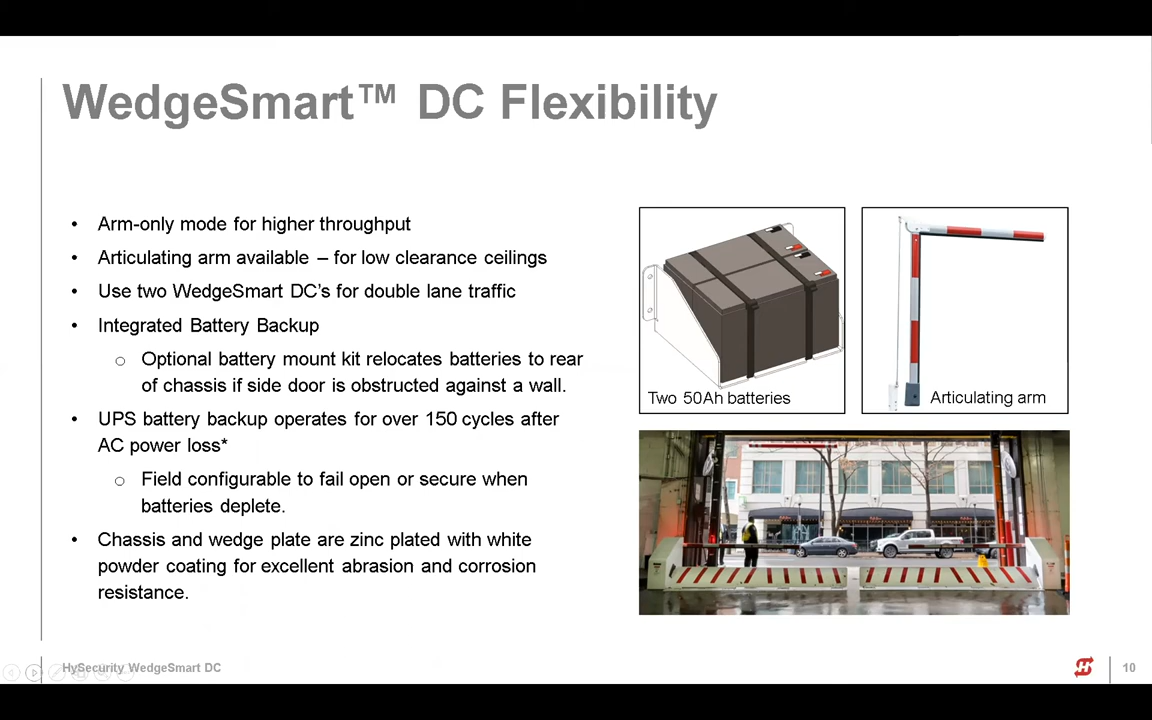 WedgeSmart™ DC Flexibility
• Arm-only mode for higher throughput
• Articulating arm available – for low clearance ceilings
• Use two WedgeSmart DC’s for double lane traffic
• Integrated Battery Backup
o Optional battery mount kit relocates batteries to rear
of chassis if side door is obstructed against a wall.
• UPS battery backup operates for over 150 cycles after
AC power loss*
o Field configurable to fail open or secure when
batteries deplete.
• Chassis and wedge plate are zinc plated with white
powder coating for excellent abrasion and corrosion
resistance.
Two 50Ah batteries
Articulating arm
HySecurity WedgeSmart DC
H
10